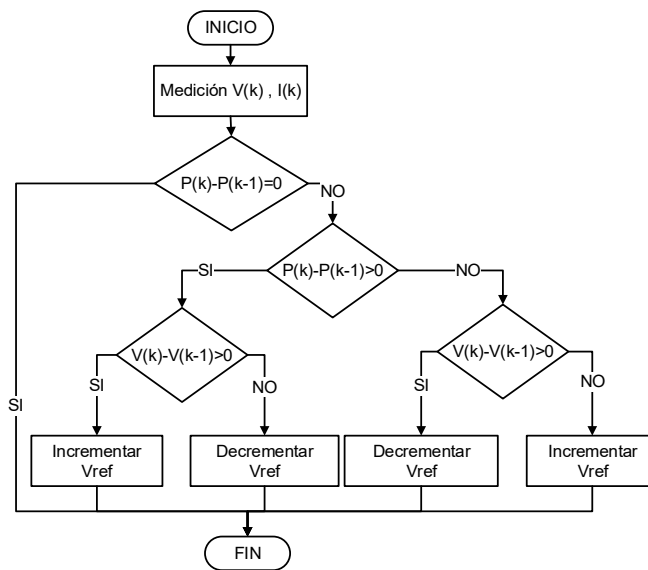 INICIO
Medición V(k) , I(k)
P(k)-P(k-1)=0
NO
P(k)-P(k-1)>0
SI
NO
V(k)-V(k-1)>0
V(k)-V(k-1)>0
SI
NO
SI
NO
SI
Incrementar
Vref
Decrementar
Vref
Decrementar
Vref
Incrementar
Vref
FIN